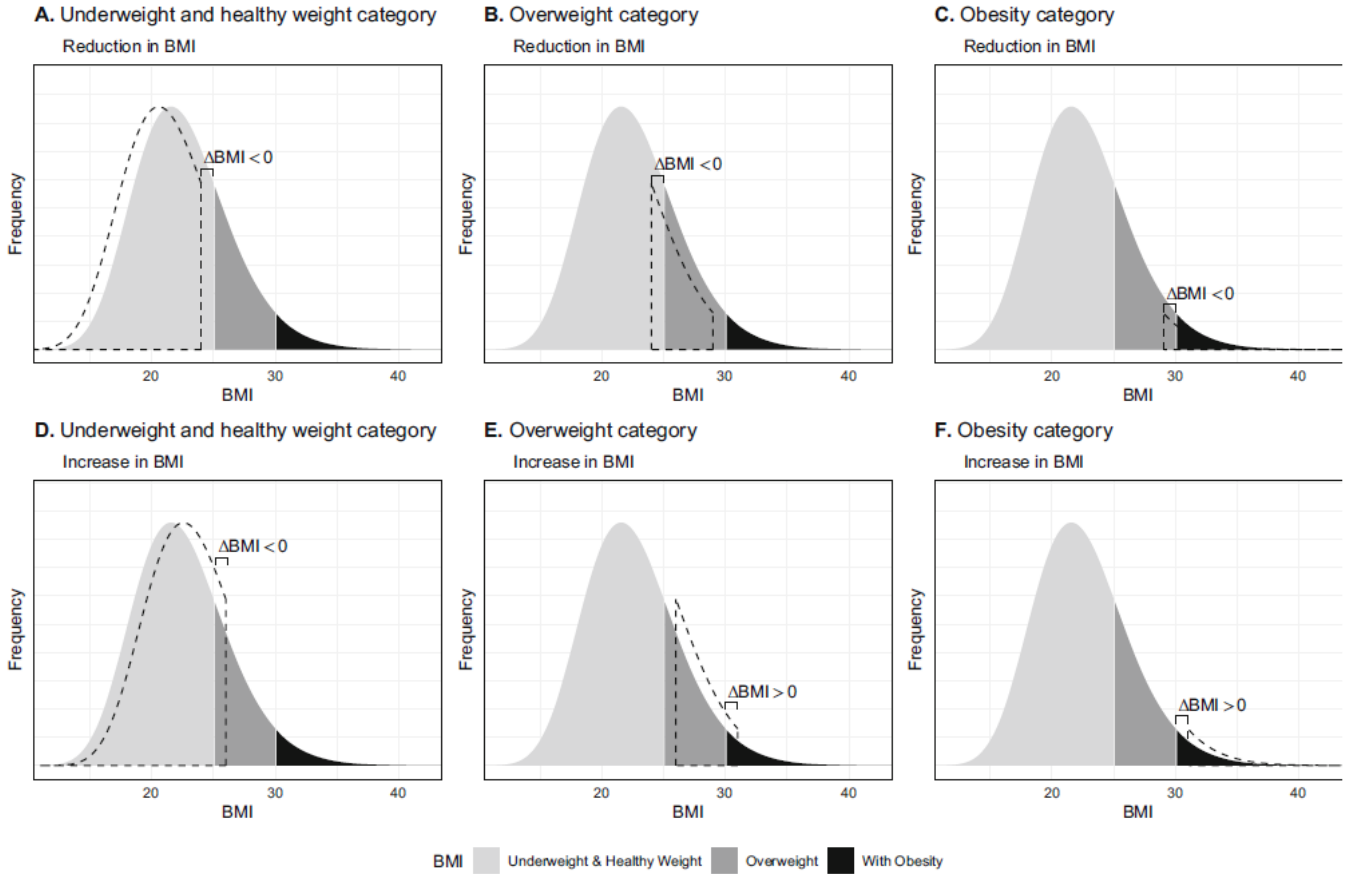 A. Underweight and healthy weight category
Reduction in BMI
ΔBMI < 0
Frequency
20 30 40
BMI
B. Overweight category
Reduction in BMI
ΔBMI < 0
Frequency
20 30 40
BMI
C. Obesity category
Reduction in BMI
ΔBMI < 0
Frequency
20 30 40
BMI
D. Underweight and healthy weight category
Increase in BMI
ΔBMI < 0
Frequency
20 30 40
BMI
E. Overweight category
Increase in BMI
ΔBMI > 0
Frequency
20 30 40
BMI
F. Obesity category
Increase in BMI
ΔBMI > 0
Frequency
20 30 40
BMI
BMI Underweight & Healthy Weight Overweight With Obesity